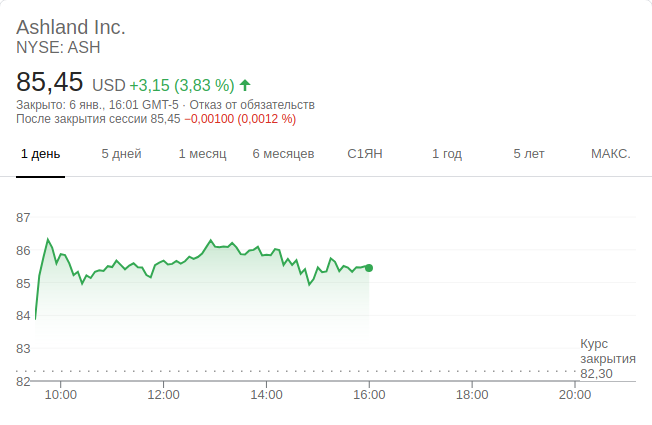 Ashland Inc.
NYSE: ASH
85,45 USD +3,15 (3,83 %)
Закрыто: 6 янв., 16:01 GMT-5 · Отказ от обязательств
После закрытия сессии 85,45 −0,00100 (0,0012 %)
1 день 5 дней 1 месяц 6 месяцев С1ЯН 1 год 5 лет МАКС.
87
86
85
84
83
Курс
закрытия
82,30
82
10:00 12:00 14:00 16:00 18:00 20:00